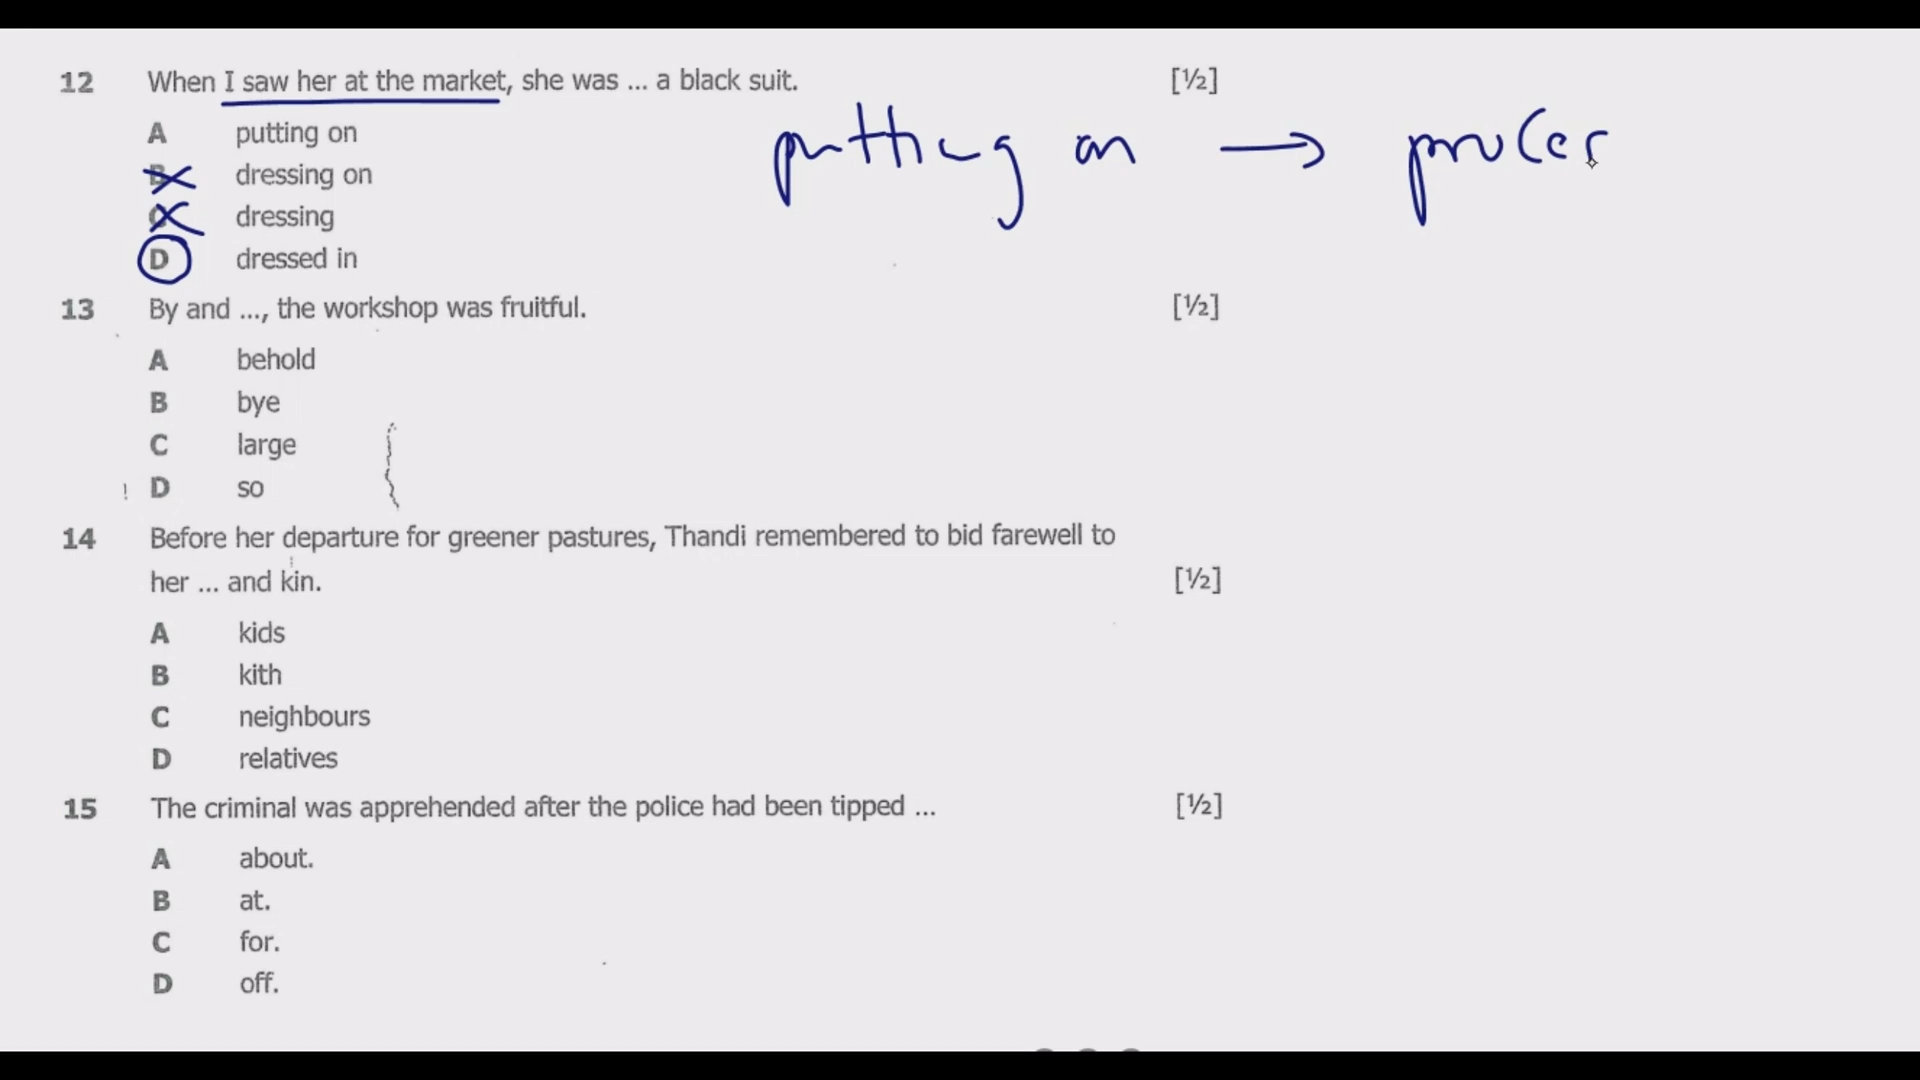 12 When I saw her at the market, she was ... a black suit. [½]
A putting on
putting on → proces
B dressing on
C dressing
D dressed in
13 By and ..., the workshop was fruitful. [½]
A behold
B bye
C large
D so
14 Before her departure for greener pastures, Thandi remembered to bid farewell to
her ... and kin. [½]
A kids
B kith
C neighbours
D relatives
15 The criminal was apprehended after the police had been tipped ... [½]
A about.
B at.
C for.
D off.